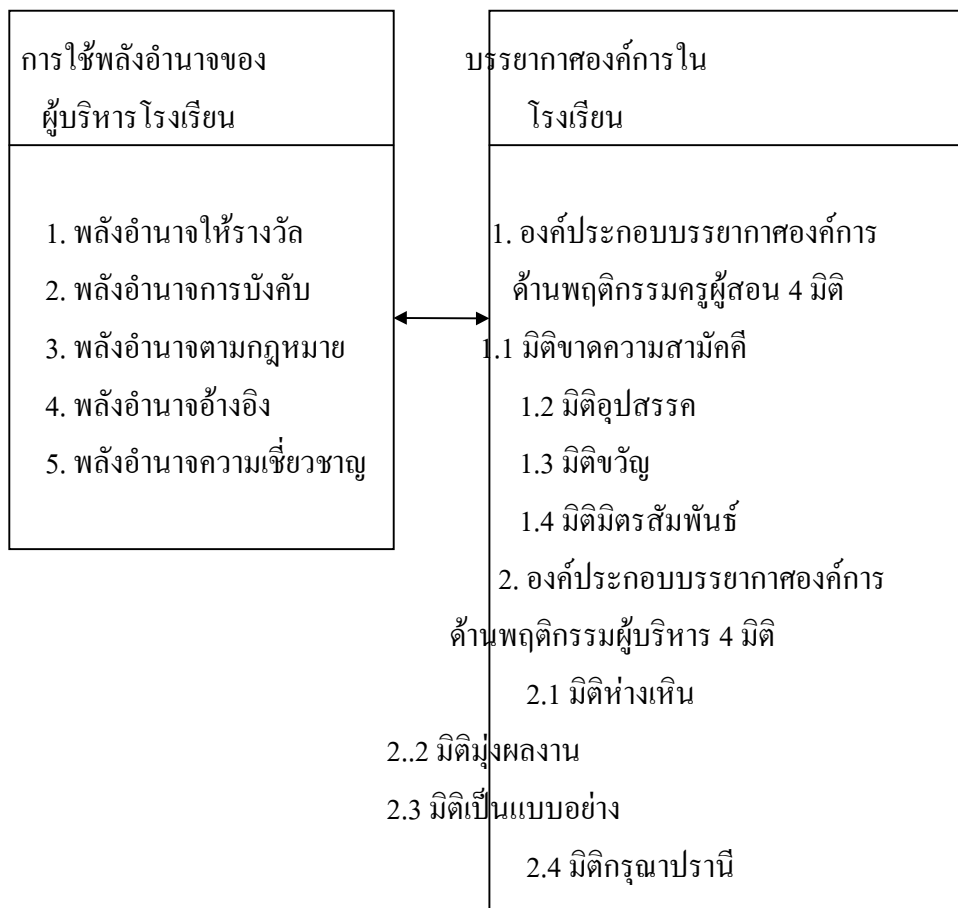 การใช้พลังอำนาจของ
ผู้บริหารโรงเรียน
1. พลังอำนาจให้รางวัล
2. พลังอำนาจการบังคับ
3. พลังอำนาจตามกฎหมาย
4. พลังอำนาจอ้างอิง
5. พลังอำนาจความเชี่ยวชาญ
บรรยากาศองค์การใน
โรงเรียน
1. องค์ประกอบบรรยากาศองค์การ
ด้านพฤติกรรมครูผู้สอน 4 มิติ
1.1 มิติขาดความสามัคคี
1.2 มิติอุปสรรค
1.3 มิติขวัญ
1.4 มิติมิตรสัมพันธ์
2. องค์ประกอบบรรยากาศองค์การ
ด้านพฤติกรรมผู้บริหาร 4 มิติ
2.1 มิติห่างเหิน
2..2 มิติมุ่งผลงาน
2.3 มิติเป็นแบบอย่าง
2.4 มิติกรุณาปรานี